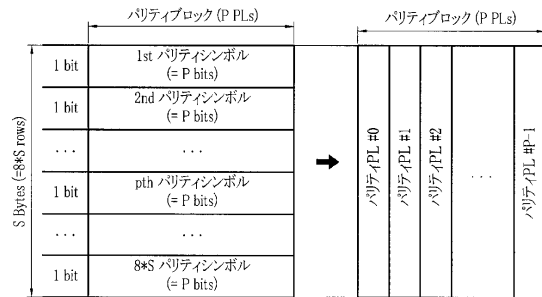 パリティブロック (P PLs)
パリティブロック (P PLs)
S Bytes (=8*S rows)
1 bit
1st パリティシンボル
(= P bits)
1 bit
2nd パリティシンボル
(= P bits)
...
...
1 bit
pth パリティシンボル
(= P bits)
...
...
1 bit
8*S パリティシンボル
(= P bits)
パリティPL #0
パリティPL #1
パリティPL #2
...
パリティPL #P-1